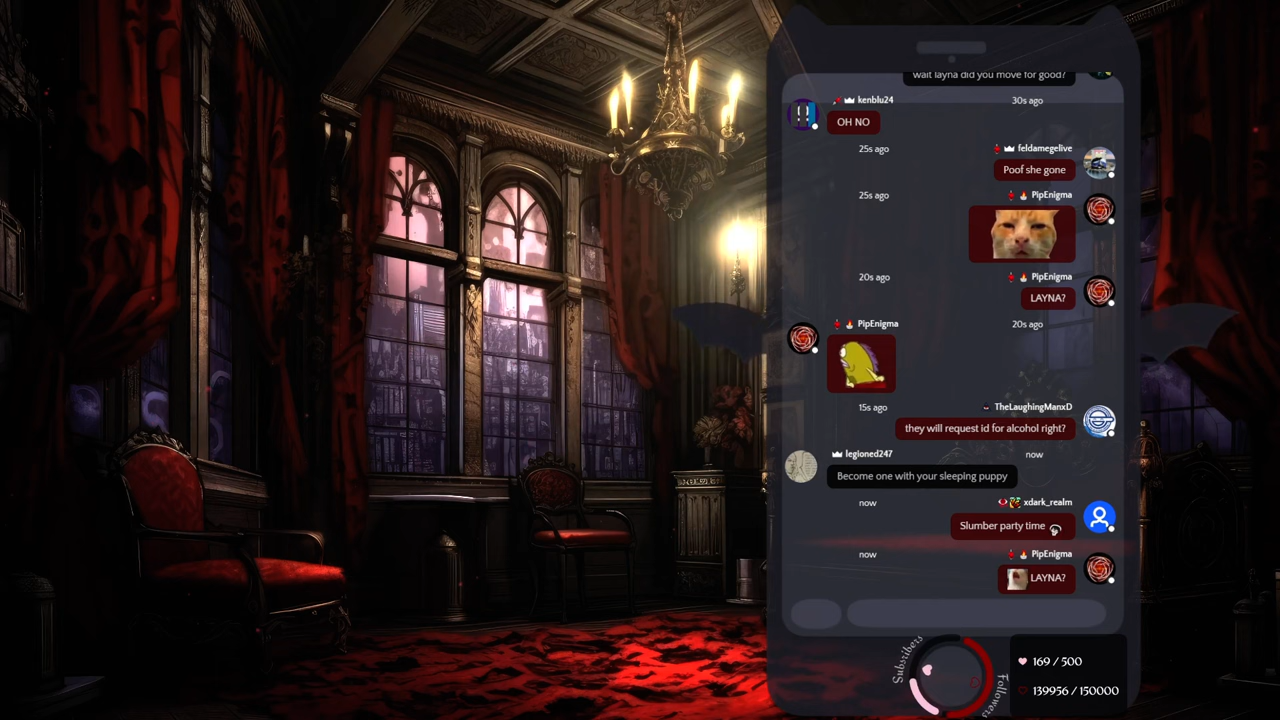 wait layna did you move for good?
kenblu24
30s ago
OH NO
25s ago
feldamegelive
Poof she gone
25s ago
PipEnigma
20s ago
PipEnigma
LAYNA?
PipEnigma
20s ago
15s ago
TheLaughingManxD
they will request id for alcohol right?
legioned247
now
Become one with your sleeping puppy
now
xdark_realm
Slumber party time
now
PipEnigma
LAYNA?
Subscribers
Followers
169 / 500
139956 / 150000